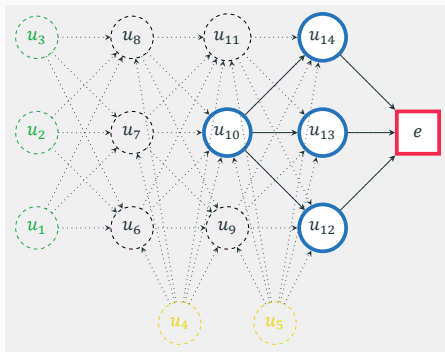 u₃ u₈ u₁₁ u₁₄
u₂ u₇ u₁₀ u₁₃ e
u₁ u₆ u₉ u₁₂
u₄ u₅